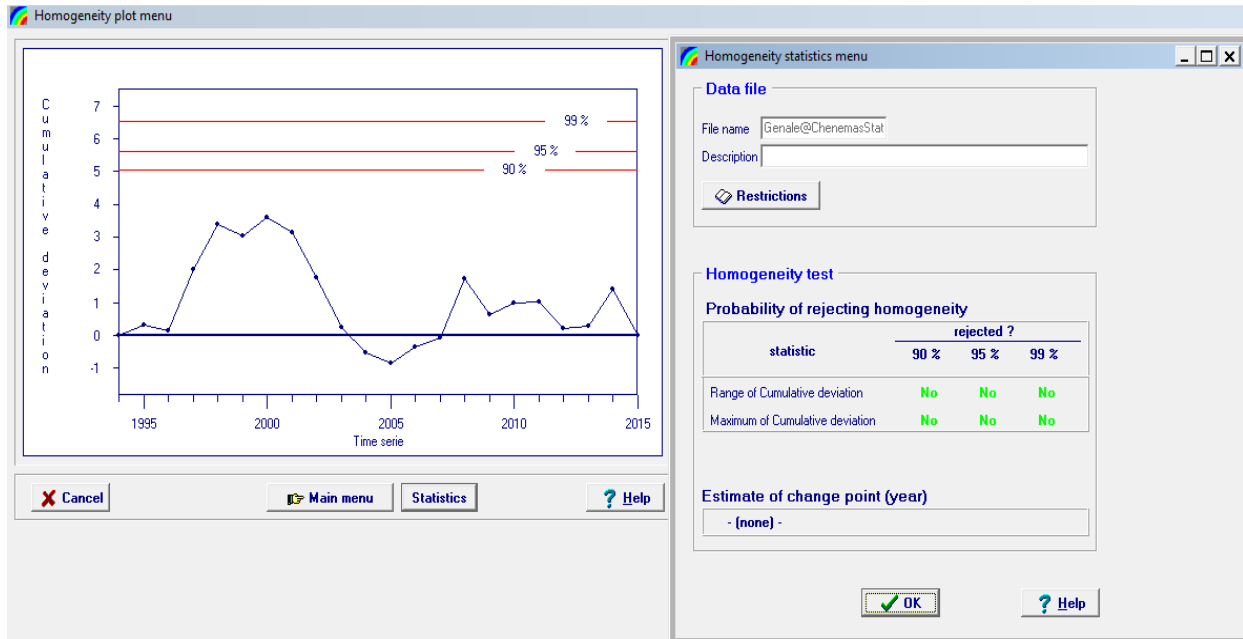 Homogeneity plot menu
Cumulative deviation
7
6
5
4
3
2
1
0
-1
99 %
95 %
90 %
1995 2000 2005 2010 2015
Time serie
Cancel
Main menu
Statistics
? Help
Homogeneity statistics menu
Data file
File name Genale@ChenemasStat
Description
Restrictions
Homogeneity test
Probability of rejecting homogeneity
rejected ?
statistic 90 % 95 % 99 %
Range of Cumulative deviation No No No
Maximum of Cumulative deviation No No No
Estimate of change point (year)
- (none) -
OK
? Help